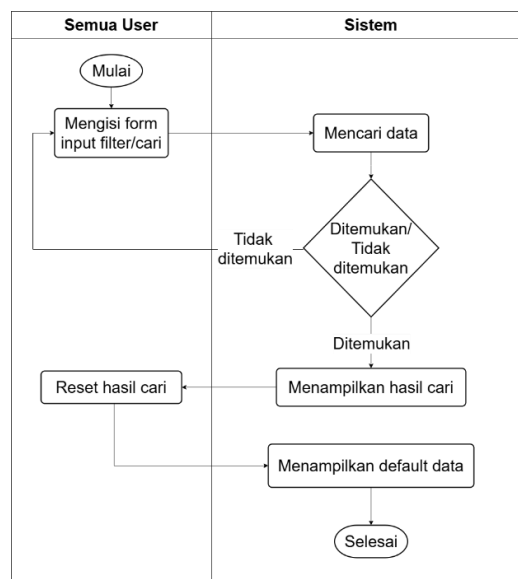 Semua User
Sistem
Mulai
Mengisi form
input filter/cari
Mencari data
Ditemukan/
Tidak
ditemukan
Tidak
ditemukan
Ditemukan
Menampilkan hasil cari
Reset hasil cari
Menampilkan default data
Selesai